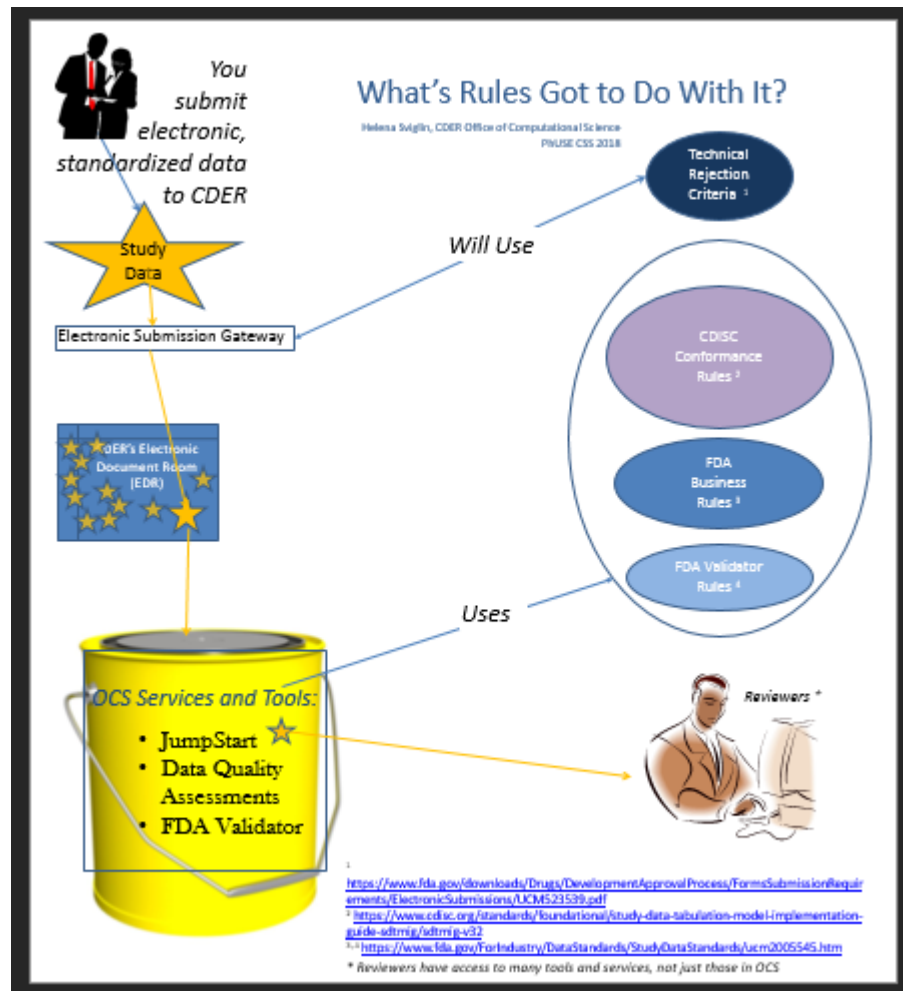 You
submit
electronic,
standardized data
to CDER
What's Rules Got to Do With It?
Helena Sviglin, CDER Office of Computational Science
PhUSE CSS 2018
Technical
Rejection
Criteria 1
Will Use
Study
Data
Electronic Submission Gateway
CDISC
Conformance
Rules 2
CDER's Electronic
Document Room
(EDR)
FDA
Business
Rules 3
FDA Validator
Rules 4
Uses
OCS Services and Tools:
• JumpStart
• Data Quality
Assessments
• FDA Validator
Reviewers *
1
https://www.fda.gov/downloads/Drugs/DevelopmentApprovalProcess/FormsSubmissionRequir
ements/ElectronicSubmissions/UCM523539.pdf
2 https://www.cdisc.org/standards/foundational/study-data-tabulation-model-implementation-
guide-sdtmig/sdtmig-v32
3, 4 https://www.fda.gov/ForIndustry/DataStandards/StudyDataStandards/ucm2005545.htm
* Reviewers have access to many tools and services, not just those in OCS